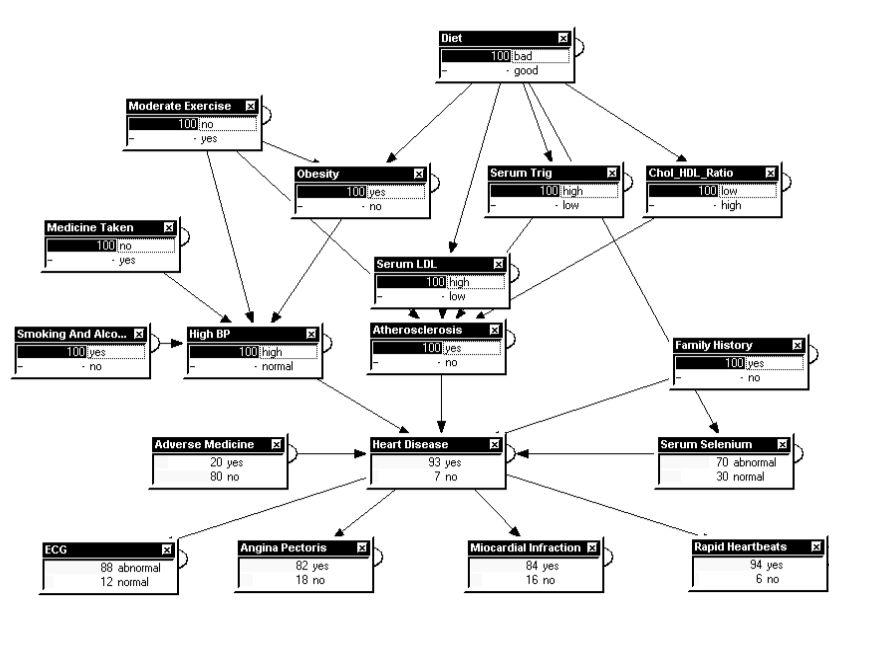 Diet
100 bad
- - good
Moderate Exercise
100 no
- - yes
Obesity
100 yes
- - no
Serum Trig
100 high
- - low
Chol_HDL_Ratio
100 low
- - high
Medicine Taken
100 no
- - yes
Serum LDL
100 high
- - low
Smoking And Alco...
100 yes
- - no
High BP
100 high
- - normal
Atherosclerosis
100 yes
- - no
Family History
100 yes
- - no
Adverse Medicine
20 yes
80 no
Heart Disease
93 yes
7 no
Serum Selenium
70 abnormal
30 normal
ECG
88 abnormal
12 normal
Angina Pectoris
82 yes
18 no
Miocardial Infraction
84 yes
16 no
Rapid Heartbeats
94 yes
6 no